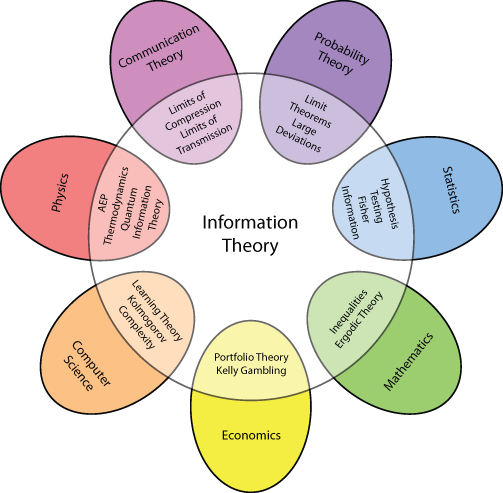 Communication
Theory
Limits of
Compression
Limits of
Transmission
Probability
Theory
Limit
Theorems
Large
Deviations
Physics
AEP
Thermodynamics
Quantum
Information
Theory
Information
Theory
Statistics
Hypothesis
Testing
Fisher
Information
Computer
Science
Learning Theory
Kolmogorov
Complexity
Portfolio Theory
Kelly Gambling
Economics
Inequalities
Ergodic Theory
Mathematics